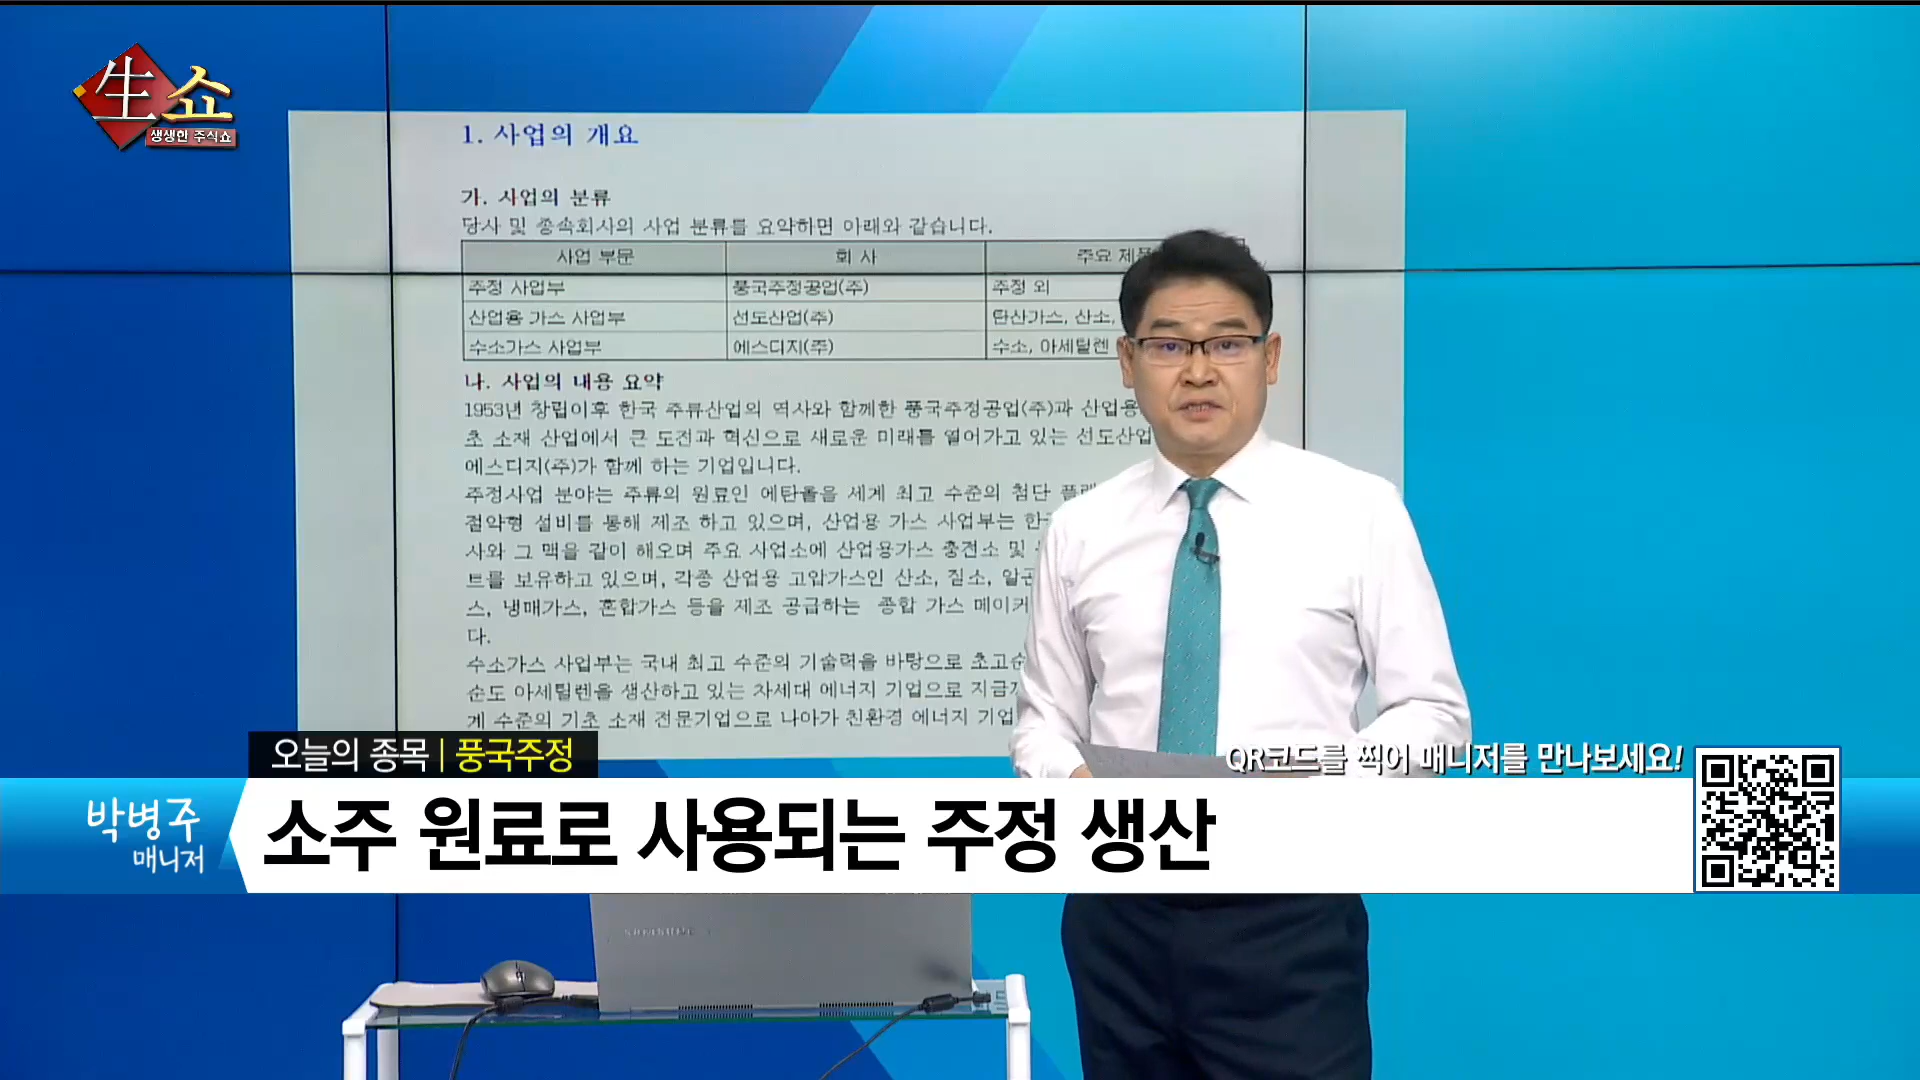 生쇼
생생한 주식쇼
1. 사업의 개요
가. 사업의 분류
당사 및 종속회사의 사업 분류를 요약하면 아래와 같습니다.
사업 부문 회 사 주요 제품
주정 사업부 풍국주정공업(주) 주정 외
산업용 가스 사업부 선도산업(주) 탄산가스, 산소,
수소가스 사업부 에스디지(주) 수소, 아세틸렌
나. 사업의 내용 요약
1953년 창립이후 한국 주류산업의 역사와 함께한 풍국주정공업(주)과 산업용
초 소재 산업에서 큰 도전과 혁신으로 새로운 미래를 열어가고 있는 선도산업
에스디지(주)가 함께 하는 기업입니다.
주정사업 분야는 주류의 원료인 에탄올을 세계 최고 수준의 첨단
절약형 설비를 통해 제조 하고 있으며, 산업용 가스 사업부는
사와 그 맥을 같이 해오며 주요 사업소에 산업용가스 충전소 및
트를 보유하고 있으며, 각종 산업용 고압가스인 산소, 질소,
스, 냉매가스, 혼합가스 등을 제조 공급하는 종합 가스 메이커
다.
수소가스 사업부는 국내 최고 수준의 기술력을 바탕으로 초고순
순도 아세틸렌을 생산하고 있는 차세대 에너지 기업으로
계 수준의 기초 소재 전문기업으로 나아가 친환경 에너지 기업
오늘의 종목 | 풍국주정
QR코드를 찍어 매니저를 만나보세요!
박병주
매니저
소주 원료로 사용되는 주정 생산
SAMSUNG